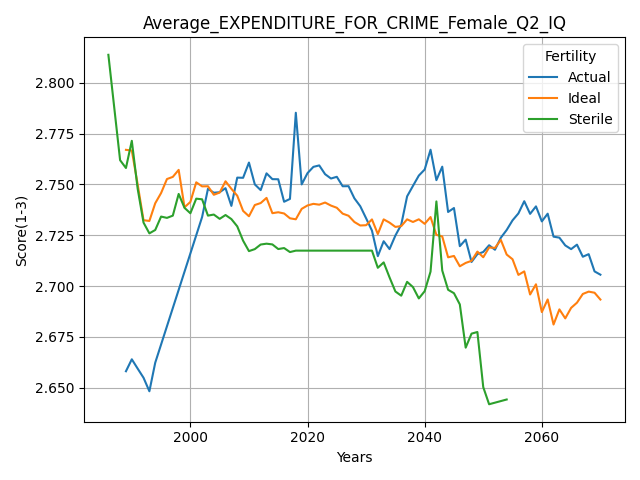 Average_EXPENDITURE_FOR_CRIME_Female_Q2_IQ
Fertility
Actual
Ideal
Sterile
Score(1-3)
2.800
2.775
2.750
2.725
2.700
2.675
2.650
2000 2020 2040 2060
Years